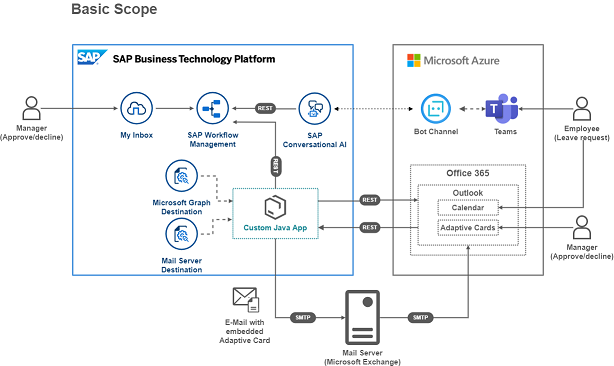 Basic Scope
SAP
SAP Business Technology Platform
Microsoft Azure
Manager
(Approve/decline)
My Inbox
SAP Workflow
Management
REST
SAP
Conversational AI
Bot Channel
Teams
Employee
(Leave request)
REST
Microsoft Graph
Destination
Mail Server
Destination
Custom Java App
REST
REST
Office 365
Outlook
Calendar
Adaptive Cards
Manager
(Approve/decline)
E-Mail with
embedded
Adaptive Card
SMTP
SMTP
Mail Server
(Microsoft Exchange)